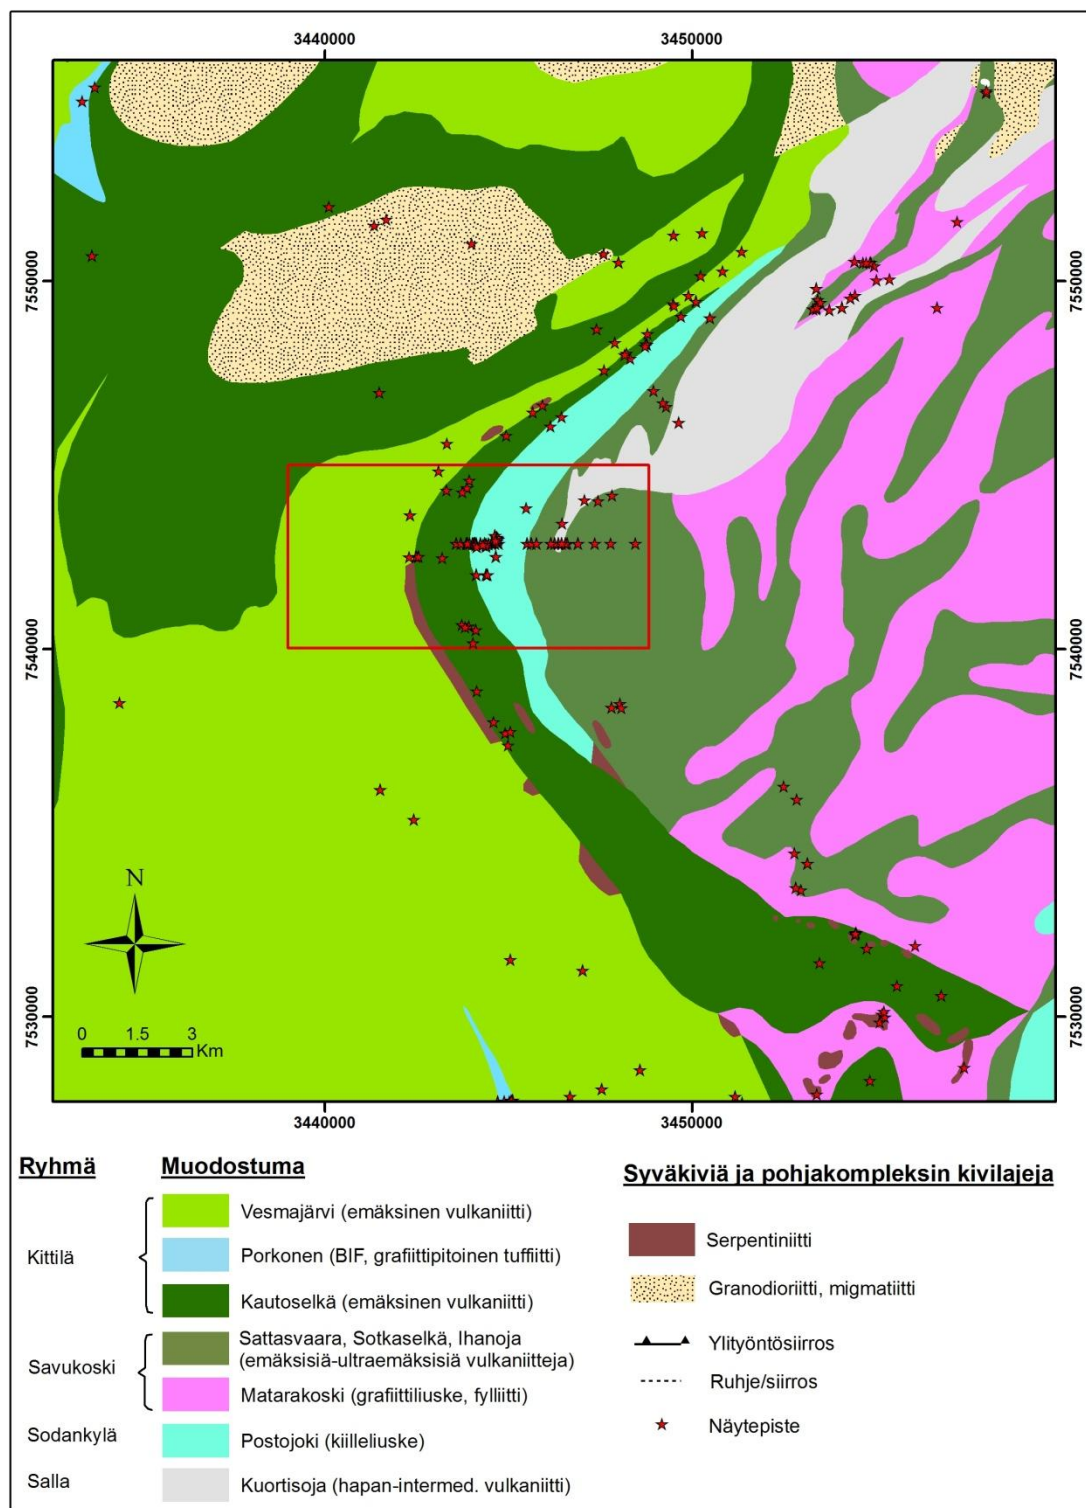 3440000
3450000
7550000
7550000
7540000
7540000
7530000
7530000
N
0
1.5
3
Km
3440000
3450000
Ryhmä
Muodostuma
Syväkiviä ja pohjakompleksin kivilajeja
Kittilä
Vesmajärvi (emäksinen vulkaniitti)
Porkonen (BIF, grafiittipitoinen tuffiitti)
Kautoselkä (emäksinen vulkaniitti)
Savukoski
Sattasvaara, Sotkaselkä, Ihanoja
(emäksisiä-ultraemäksisiä vulkaniitteja)
Matarakoski (grafiittiliuske, fylliitti)
Sodankylä
Postojoki (kiilleliuske)
Salla
Kuortisoja (hapan-intermed. vulkaniitti)
Serpentiniitti
Granodioriitti, migmatiitti
Ylityöntösiirros
Ruhje/siirros
Näytepiste